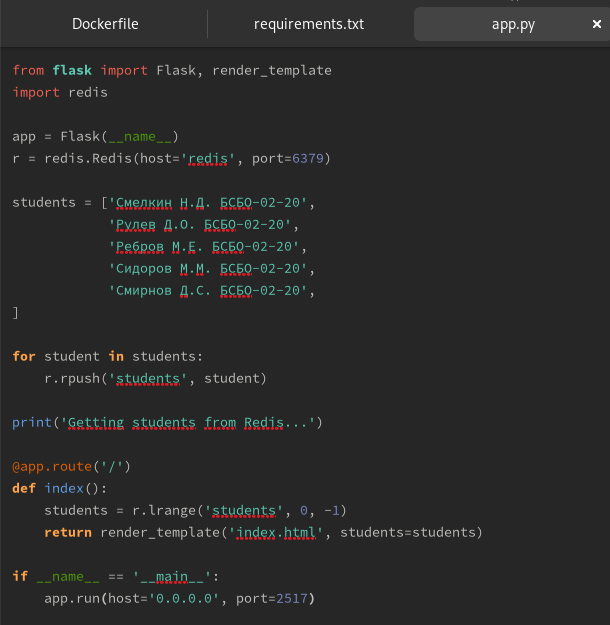 Dockerfile requirements.txt app.py ×
from flask import Flask, render_template
import redis
app = Flask(__name__)
r = redis.Redis(host='redis', port=6379)
students = ['Смелкин Н.Д. БСБО-02-20',
'Рулев Д.О. БСБО-02-20',
'Ребров М.Е. БСБО-02-20',
'Сидоров М.М. БСБО-02-20',
'Смирнов Д.С. БСБО-02-20',
]
for student in students:
r.rpush('students', student)
print('Getting students from Redis...')
@app.route('/')
def index():
students = r.lrange('students', 0, -1)
return render_template('index.html', students=students)
if __name__ == '__main__':
app.run(host='0.0.0.0', port=2517)